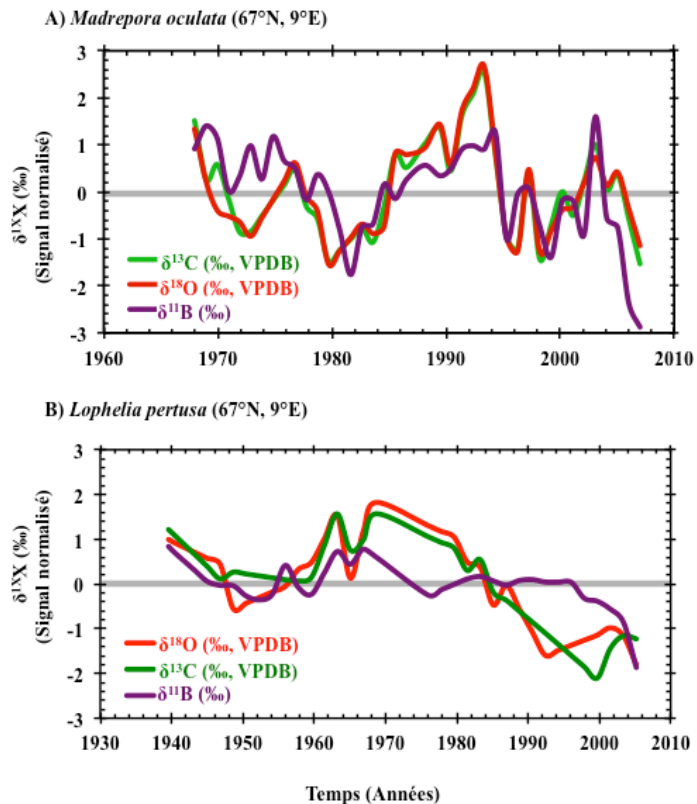 A) Madrepora oculata (67°N, 9°E)
3
2
1
0
-1
-2
-3
δ¹ˣX (‰)
(Signal normalisé)
δ¹³C (‰, VPDB)
δ¹⁸O (‰, VPDB)
δ¹¹B (‰)
1960 1970 1980 1990 2000 2010
B) Lophelia pertusa (67°N, 9°E)
3
2
1
0
-1
-2
-3
δ¹ˣX (‰)
(Signal normalisé)
δ¹⁸O (‰, VPDB)
δ¹³C (‰, VPDB)
δ¹¹B (‰)
1930 1940 1950 1960 1970 1980 1990 2000 2010
Temps (Années)